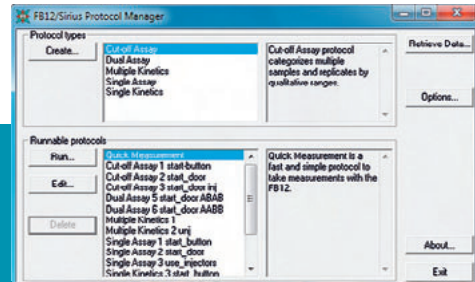 FB12/Sirius Protocol Manager
Protocol types
Create...
Cut-off Assay
Dual Assay
Multiple Kinetics
Single Assay
Single Kinetics
Cut-off Assay protocol
categorizes multiple
samples and replicates by
qualitative ranges.
Retrieve Data...
Options...
Runnable protocols
Run...
Edit...
Delete
Quick Measurement
Cut-off Assay 1 start-button
Cut-off Assay 2 start_door
Cut-off Assay 3 start_door inj
Dual Assay 5 start_door ABAB
Dual Assay 6 start_door AABB
Multiple Kinetics 1
Multiple Kinetics 2 unj
Single Assay 1 start_button
Single Assay 2 start_door
Single Assay 3 use_injectors
Single Kinetics 3 start_button
Quick Measurement is a
fast and simple protocol to
take measurements with the
FB12.
About...
Exit